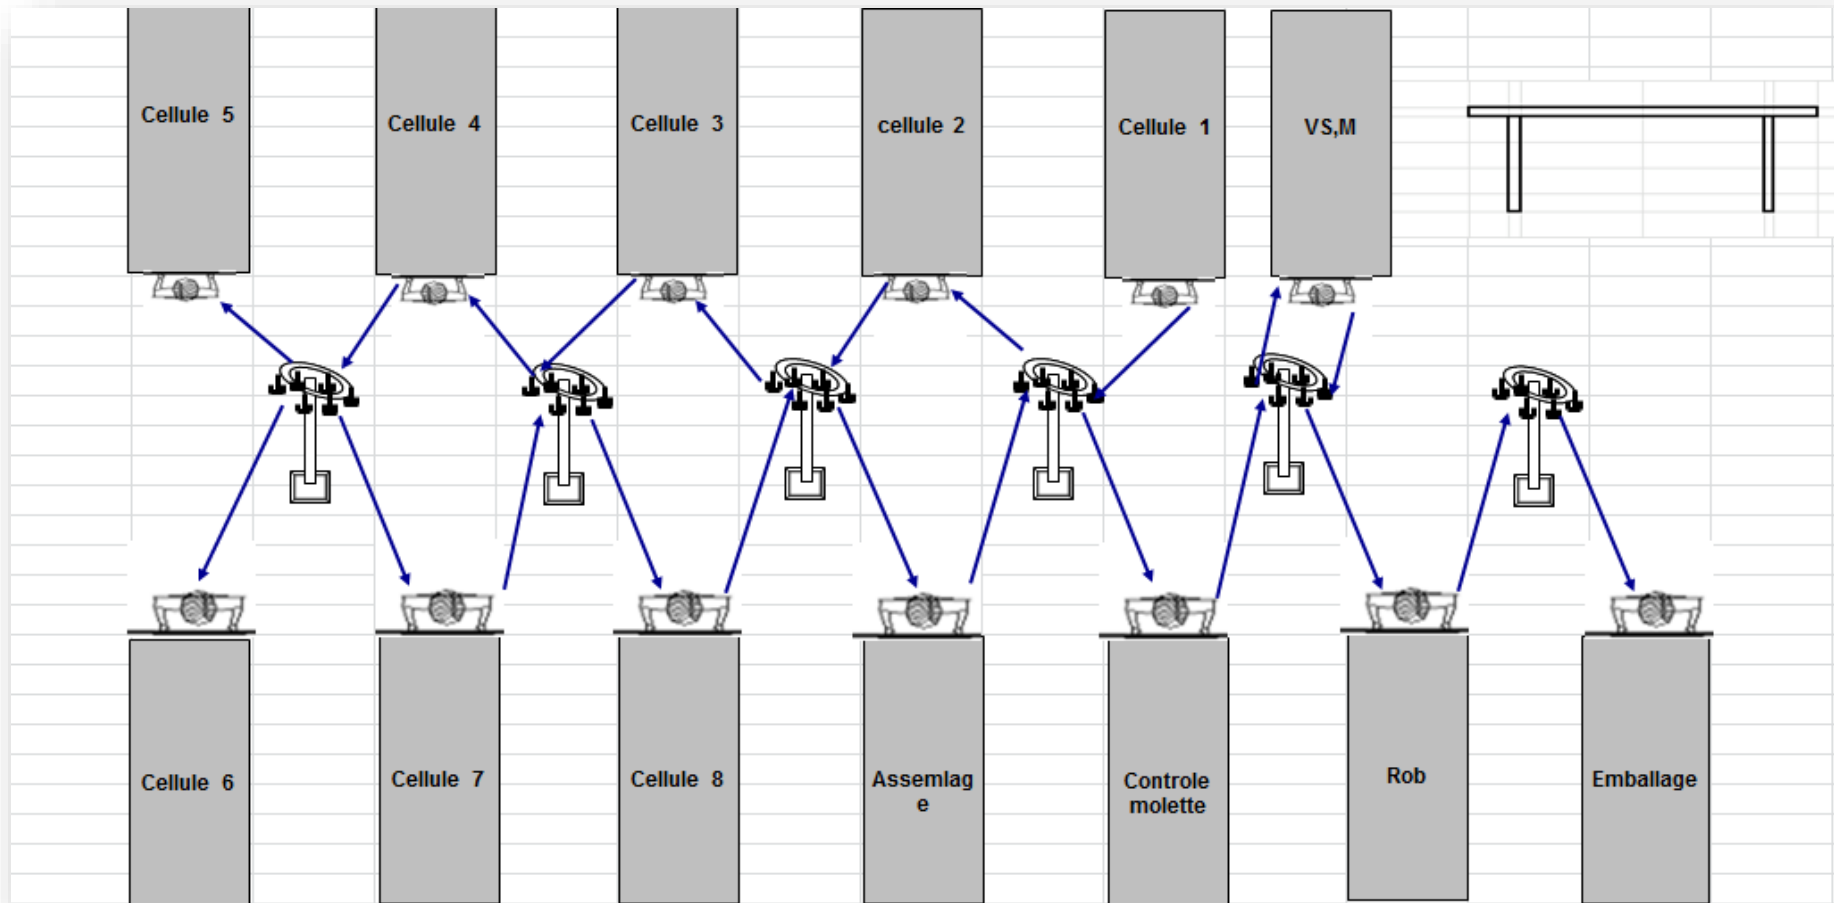 Cellule 5
Cellule 4
Cellule 3
cellule 2
Cellule 1
VS,M
Cellule 6
Cellule 7
Cellule 8
Assemlag
e
Controle
molette
Rob
Emballage